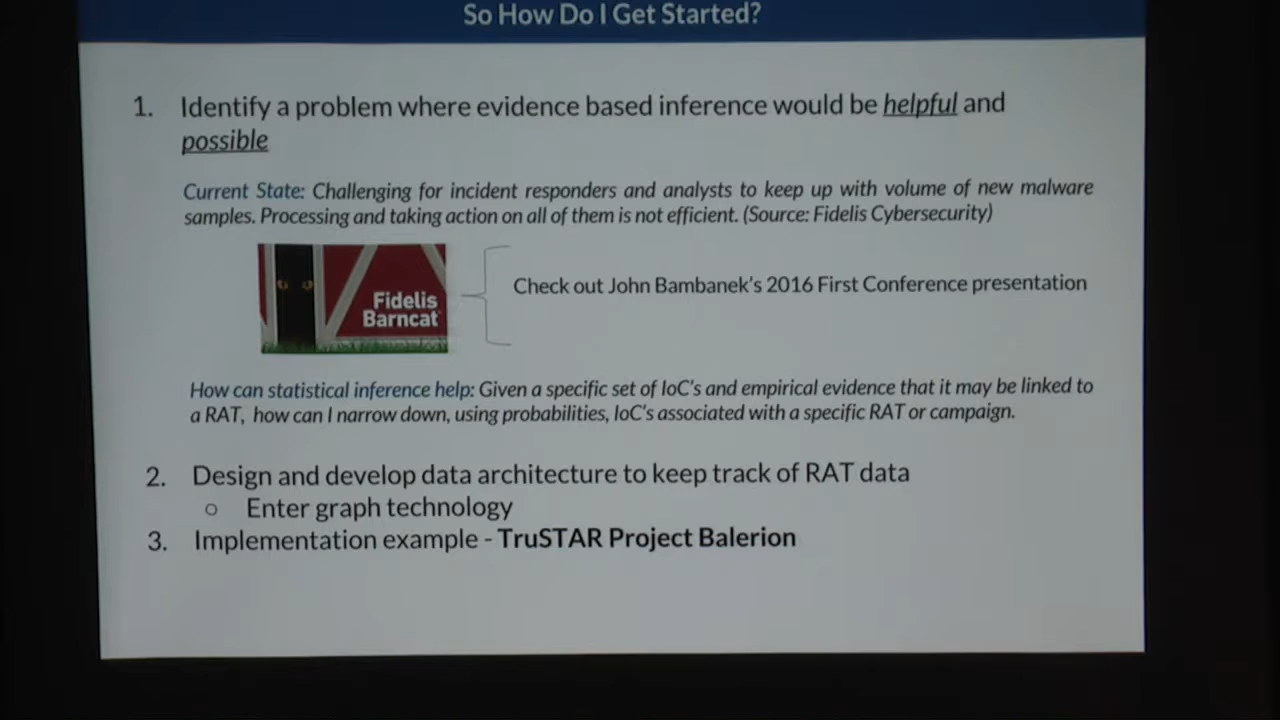 So How Do I Get Started?
1. Identify a problem where evidence based inference would be helpful and
possible
Current State: Challenging for incident responders and analysts to keep up with volume of new malware
samples. Processing and taking action on all of them is not efficient. (Source: Fidelis Cybersecurity)
Fidelis
Barncat
Check out John Bambanek's 2016 First Conference presentation
How can statistical inference help: Given a specific set of IoC's and empirical evidence that it may be linked to
a RAT, how can I narrow down, using probabilities, IoC's associated with a specific RAT or campaign.
2. Design and develop data architecture to keep track of RAT data
○ Enter graph technology
3. Implementation example - TruSTAR Project Balerion